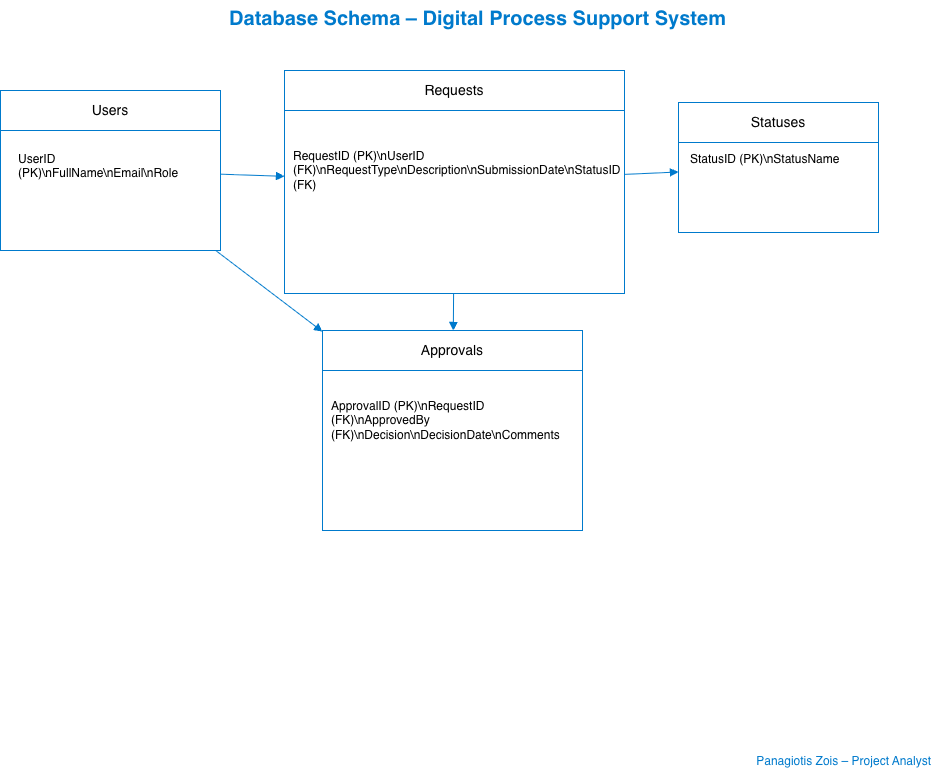 Database Schema – Digital Process Support System
Users
UserID
(PK)\nFullName\nEmail\nRole
Requests
RequestID (PK)\nUserID
(FK)\nRequestType\nDescription\nSubmissionDate\nStatusID
(FK)
Statuses
StatusID (PK)\nStatusName
Approvals
ApprovalID (PK)\nRequestID
(FK)\nApprovedBy
(FK)\nDecision\nDecisionDate\nComments
Panagiotis Zois – Project Analyst